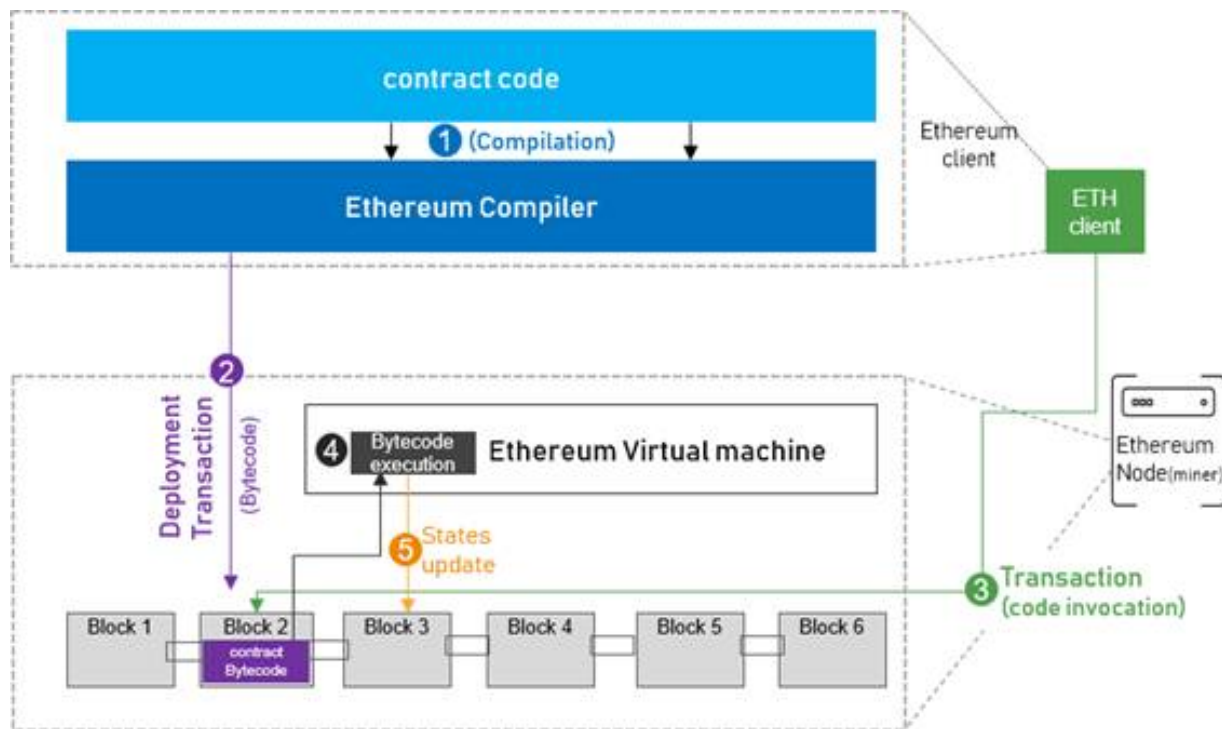 contract code
1 (Compilation)
Ethereum Compiler
Ethereum
client
ETH
client
2
Deployment
Transaction
(Bytecode)
4
Bytecode
execution
Ethereum Virtual machine
Ethereum
Node(miner)
5 States
update
3 Transaction
(code invocation)
Block 1
Block 2
contract
Bytecode
Block 3
Block 4
Block 5
Block 6